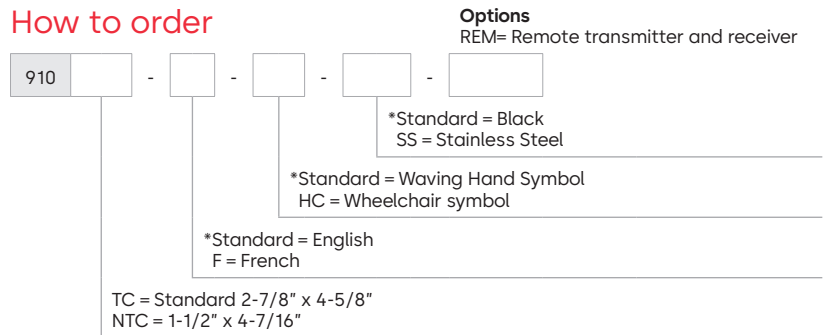 How to order
Options
REM= Remote transmitter and receiver
910 - - - -
*Standard = Black
SS = Stainless Steel
*Standard = Waving Hand Symbol
HC = Wheelchair symbol
*Standard = English
F = French
TC = Standard 2-7/8" x 4-5/8"
NTC = 1-1/2" x 4-7/16"